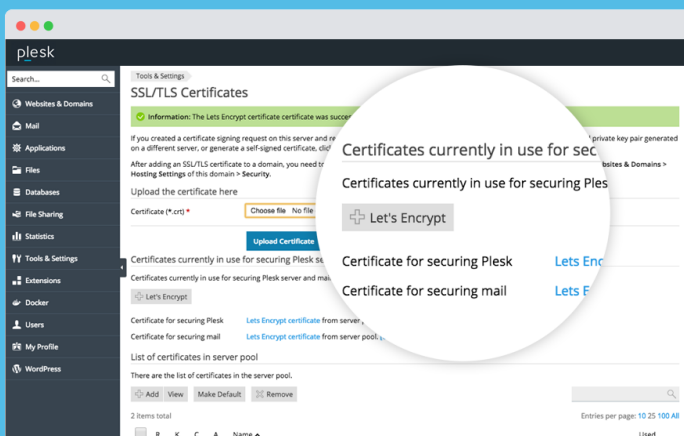 plesk
Search...
Websites & Domains
Mail
Applications
Files
Databases
File Sharing
Statistics
Tools & Settings
Extensions
Docker
Users
My Profile
WordPress
Tools & Settings
SSL/TLS Certificates
Information: The Lets Encrypt certificate certificate was
If you created a certificate signing request on this server and private key pair generated
on a different server, or generate a self-signed certificate,
After adding an SSL/TLS certificate to a domain, you need to & Domains >
Hosting Settings of this domain > Security.
Upload the certificate here
Certificate (*.crt) *
Choose file No file
Upload Certificate
Certificates currently in use for securing Plesk
Certificates currently in use for securing Plesk server and
Let's Encrypt
Certificate for securing Plesk Lets Encrypt certificate from server
Certificate for securing mail Lets Encrypt certificate from server pool,
Certificates currently in use for
Certificates currently in use for securing
Let's Encrypt
Certificate for securing Plesk Lets
Certificate for securing mail Lets
List of certificates in server pool
There are the list of certificates in the server pool.
Add View Make Default Remove
2 items total Entries per page: 10 25 100 All
R K C A Name Used